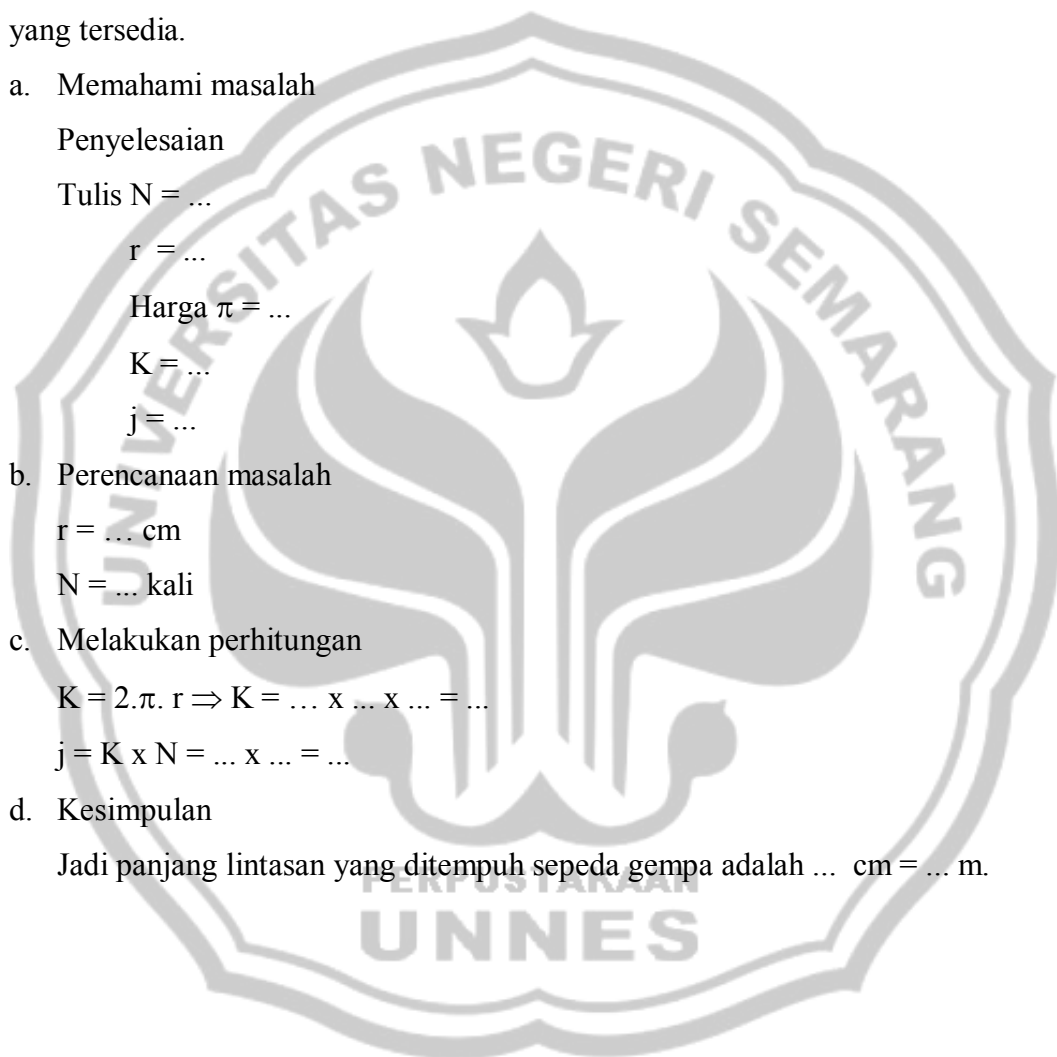 yang tersedia.
a. Memahami masalah
Penyelesaian
Tulis N = ...
r = ...
Harga π = ...
K = ...
j = ...
b. Perencanaan masalah
r = … cm
N = ... kali
c. Melakukan perhitungan
K = 2.π. r ⇒ K = … x ... x ... = ...
j = K x N = ... x ... = ...
d. Kesimpulan
Jadi panjang lintasan yang ditempuh sepeda gempa adalah ... cm = ... m.
UNIVERSITAS NEGERI SEMARANG
PERPUSTAKAAN
UNNES